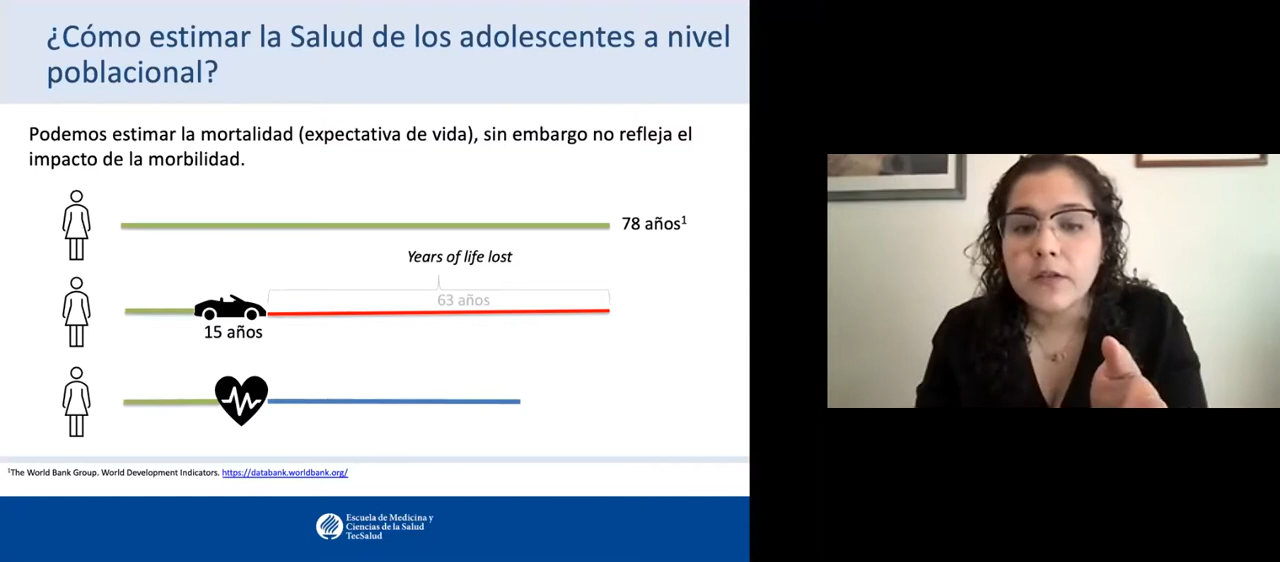 ¿Cómo estimar la Salud de los adolescentes a nivel
poblacional?
Podemos estimar la mortalidad (expectativa de vida), sin embargo no refleja el
impacto de la morbilidad.
78 años¹
Years of life lost
63 años
15 años
¹The World Bank Group. World Development Indicators. https://databank.worldbank.org/
Escuela de Medicina y
Ciencias de la Salud
TecSalud